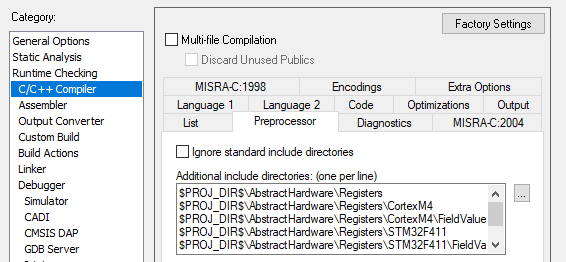 Category:
Factory Settings
Multi-file Compilation
Discard Unused Publics
General Options
Static Analysis
Runtime Checking
C/C++ Compiler
Assembler
Output Converter
Custom Build
Build Actions
Linker
Debugger
Simulator
CADI
CMSIS DAP
GDB Server
MISRA-C:1998 Encodings Extra Options
Language 1 Language 2 Code Optimizations Output
List Preprocessor Diagnostics MISRA-C:2004
Ignore standard include directories
Additional include directories: (one per line)
$PROJ_DIR$\AbstractHardware\Registers
$PROJ_DIR$\AbstractHardware\Registers\CortexM4
$PROJ_DIR$\AbstractHardware\Registers\CortexM4\FieldValue
$PROJ_DIR$\AbstractHardware\Registers\STM32F411
$PROJ_DIR$\AbstractHardware\Registers\STM32F411\FieldVa
...